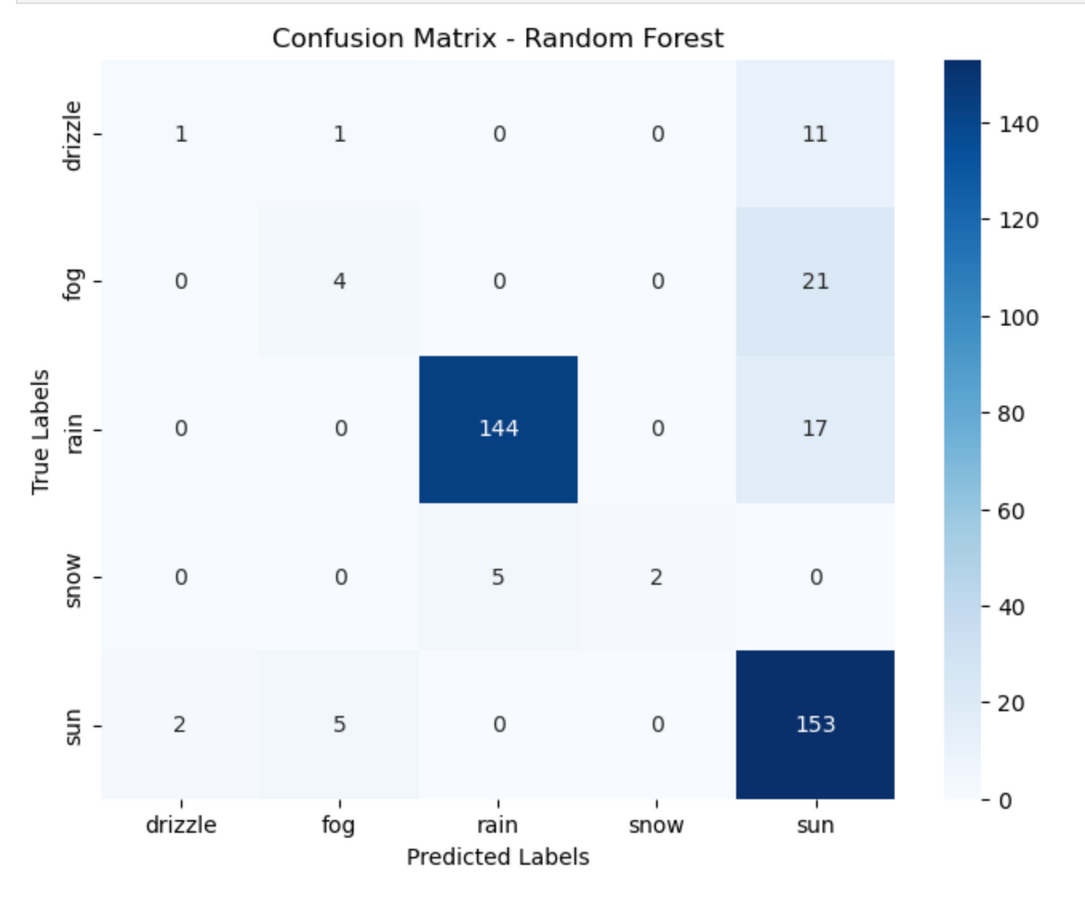 Confusion Matrix - Random Forest
drizzle 1 1 0 0 11
fog 0 4 0 0 21
rain 0 0 144 0 17
snow 0 0 5 2 0
sun 2 5 0 0 153
True Labels
drizzle fog rain snow sun
Predicted Labels
140
120
100
80
60
40
20
0